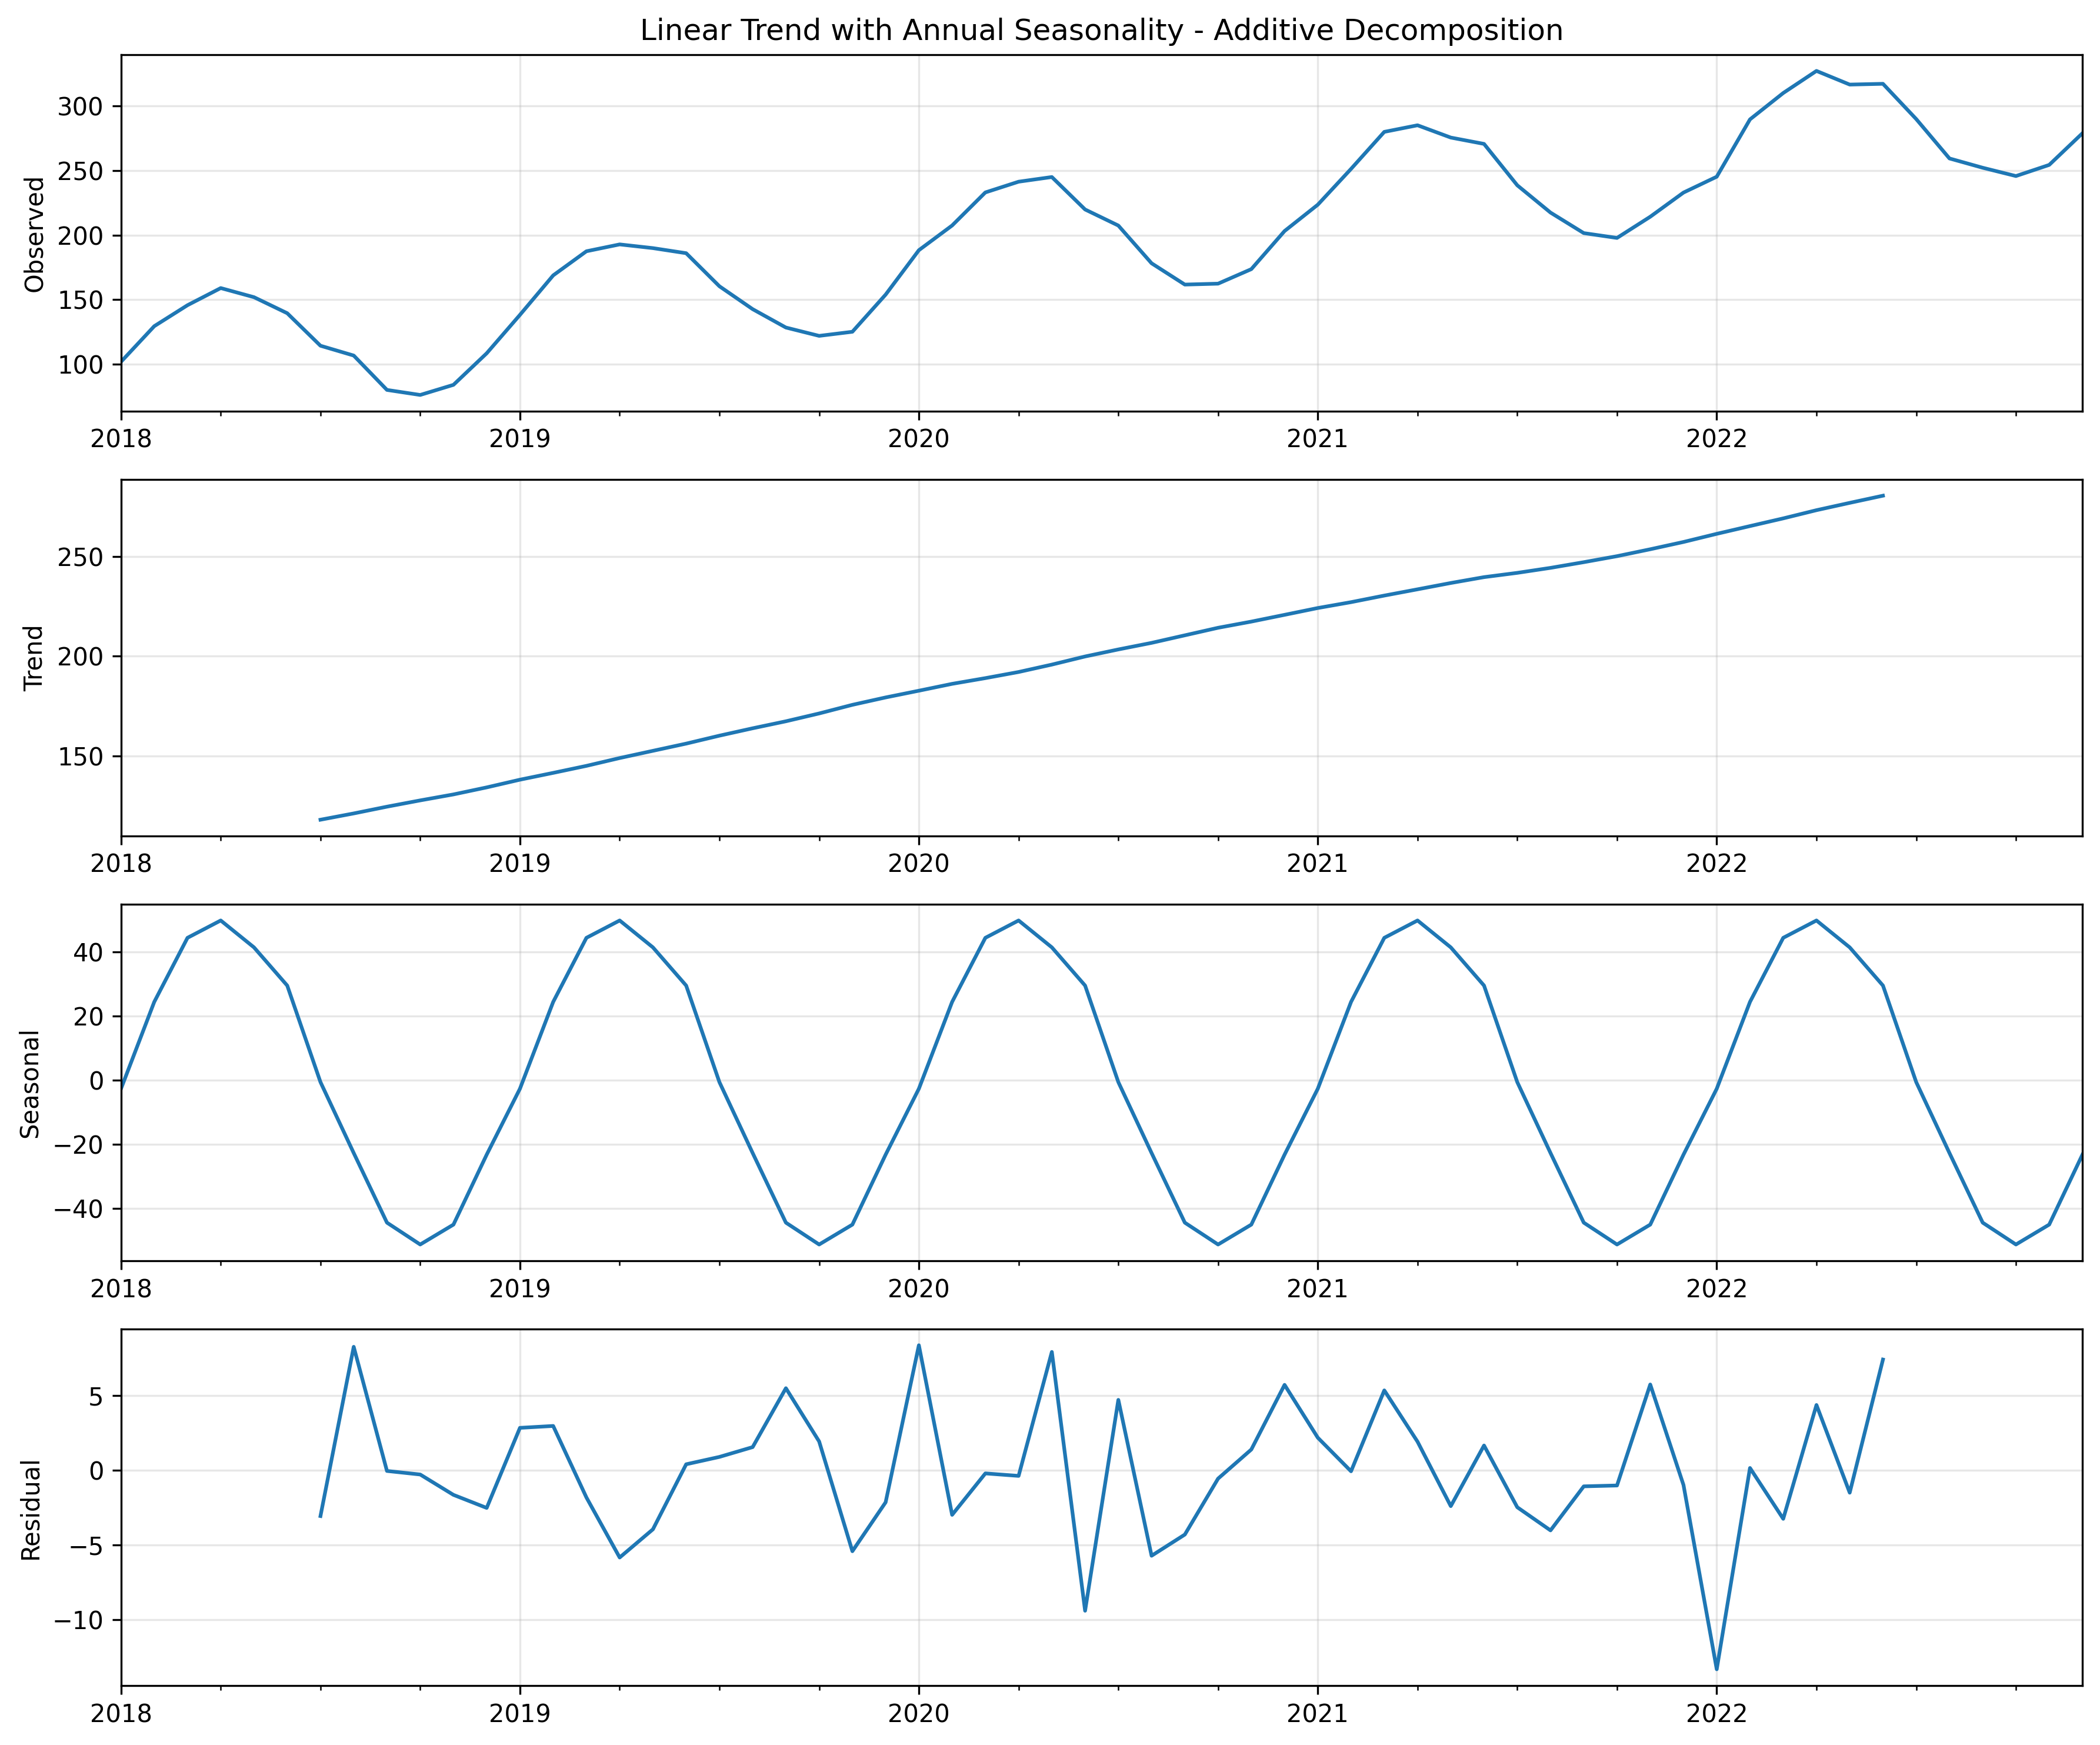 Linear Trend with Annual Seasonality - Additive Decomposition
Observed
300
250
200
150
100
2018 2019 2020 2021 2022
Trend
250
200
150
2018 2019 2020 2021 2022
Seasonal
40
20
0
−20
−40
2018 2019 2020 2021 2022
Residual
5
0
−5
−10
2018 2019 2020 2021 2022